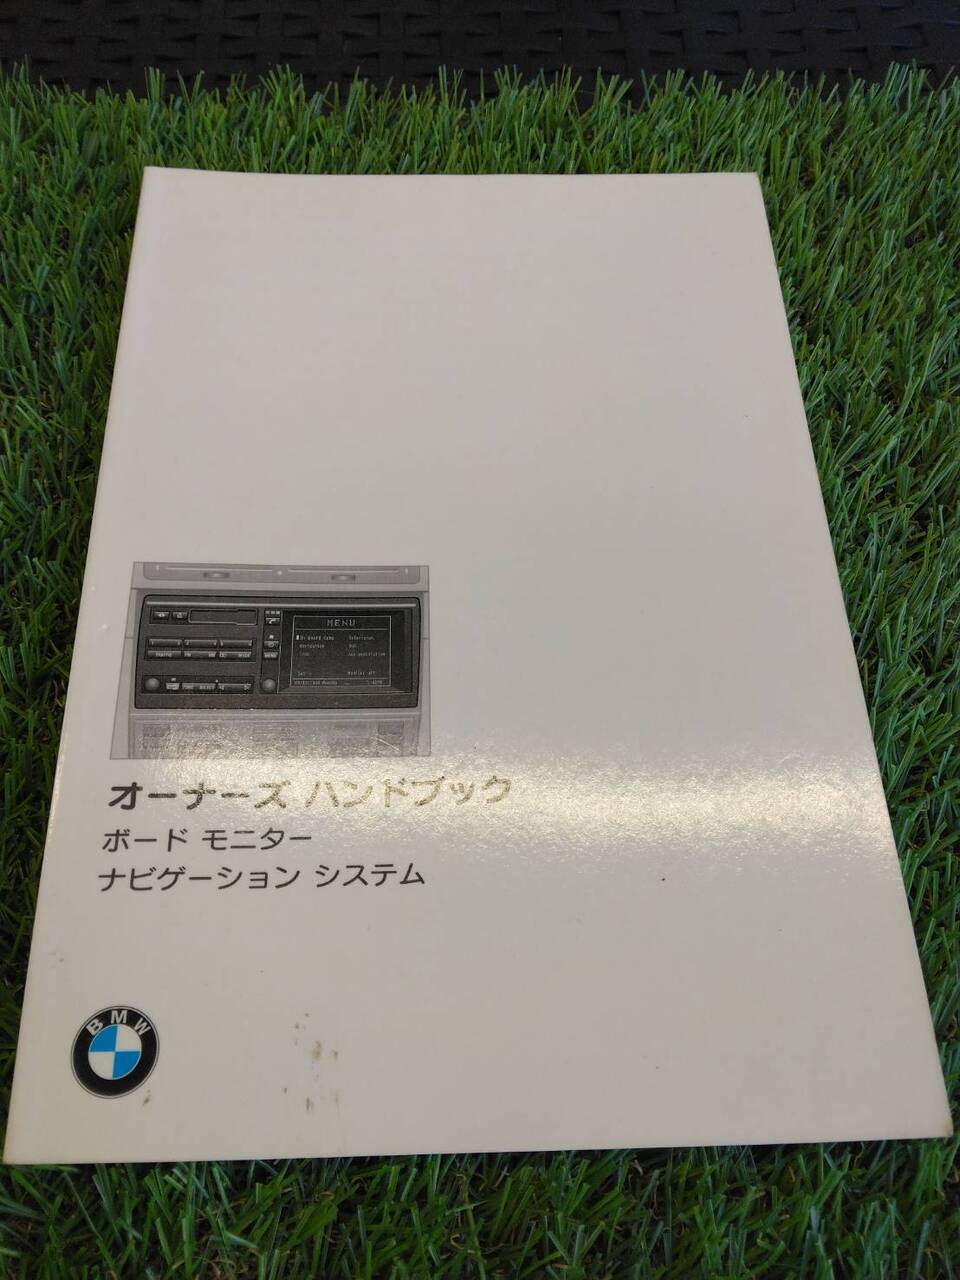 MENU
オーナーズ ハンドブック
ボード モニター
ナビゲーション システム
BMW